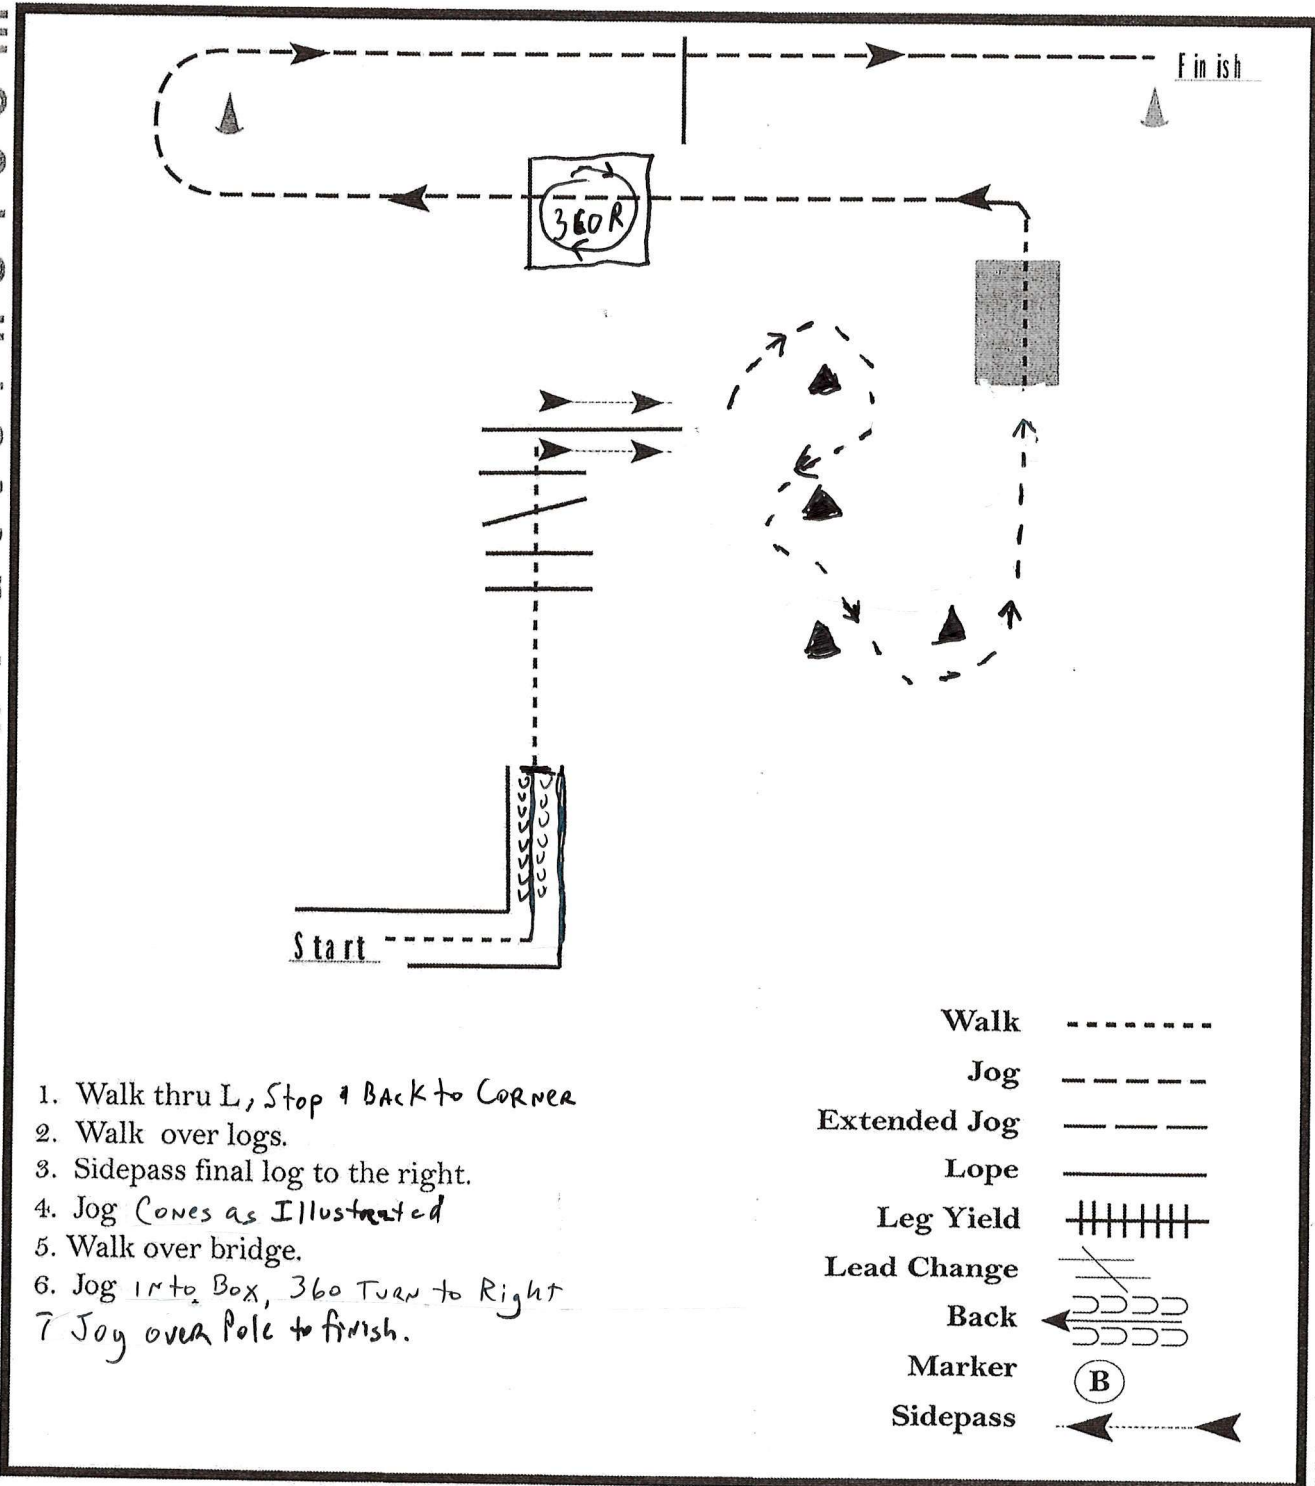 Finish
360R
Start
1. Walk thru L, Stop & BAck to CORNER
2. Walk over logs.
3. Sidepass final log to the right.
4. Jog Cones as Illustrated
5. Walk over bridge.
6. Jog Into Box, 360 TURN to Right
7 Jog over Pole to finish.
Walk
Jog
Extended Jog
Lope
Leg Yield
Lead Change
Back
Marker B
Sidepass